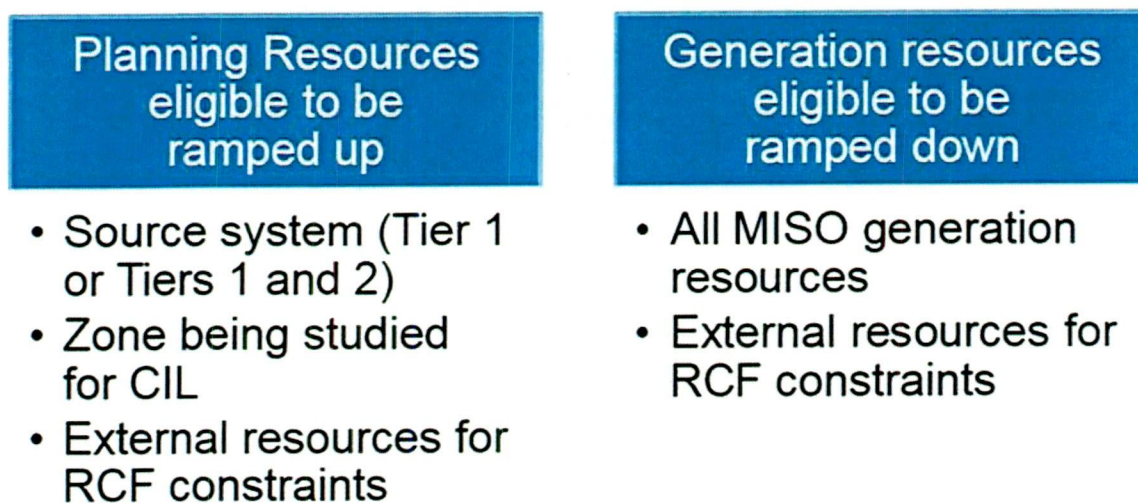 Planning Resources
eligible to be
ramped up
• Source system (Tier 1
or Tiers 1 and 2)
• Zone being studied
for CIL
• External resources for
RCF constraints
Generation resources
eligible to be
ramped down
• All MISO generation
resources
• External resources for
RCF constraints